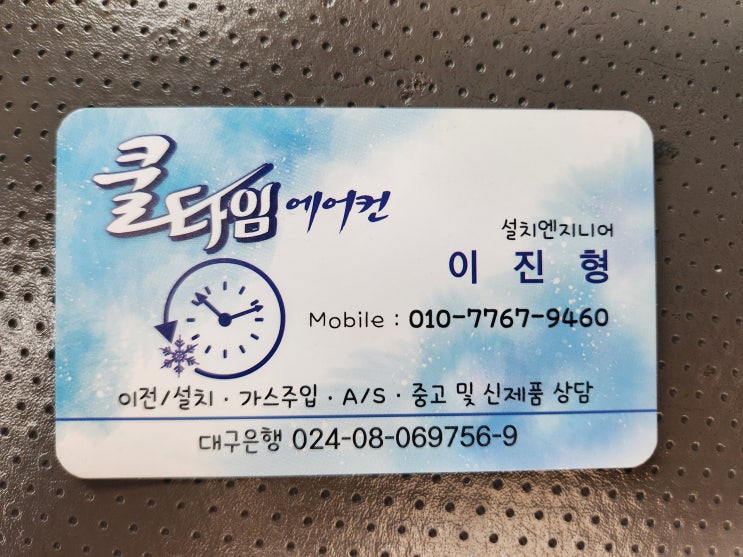 쿨타임 에어컨
설치엔지니어
이 진 형
Mobile : 010-7767-9460
이전/설치 · 가스주입 · A/S · 중고 및 신제품 상담
대구은행 024-08-069756-9